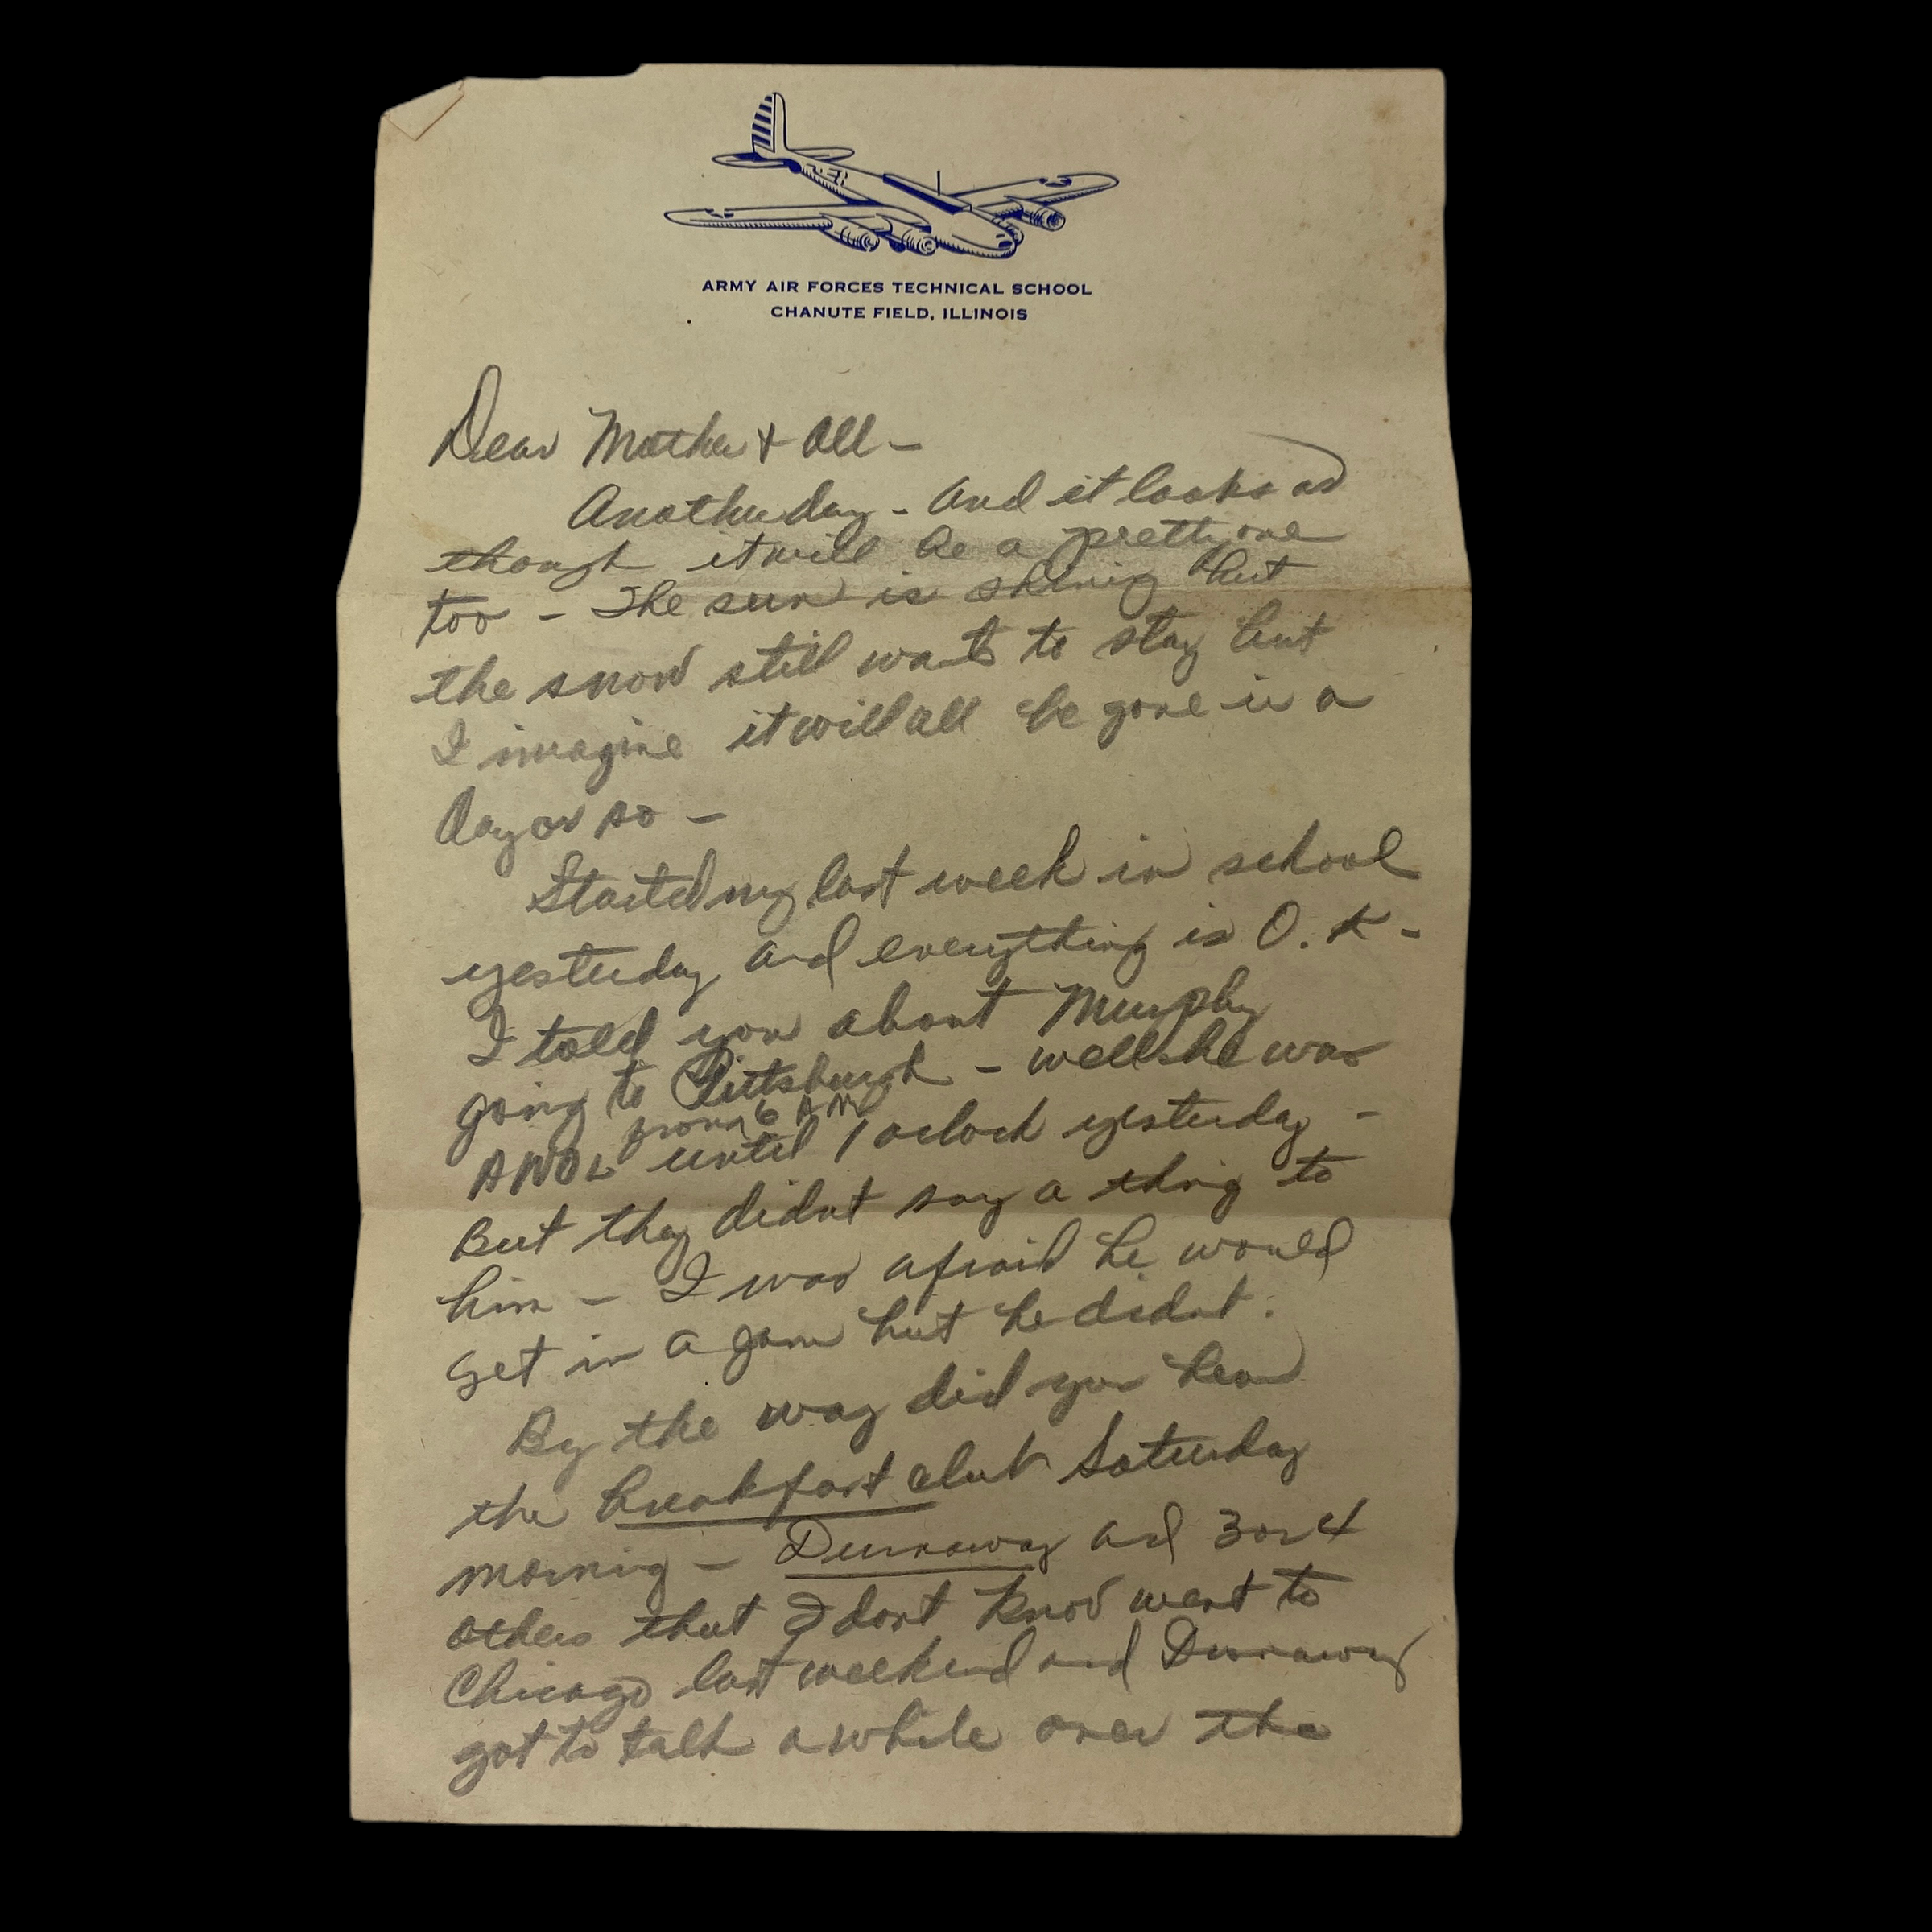 ARMY AIR FORCES TECHNICAL SCHOOL
CHANUTE FIELD, ILLINOIS
Dear Mother + All -
Another day - And it looks as
though it will be a pretty one
too - The sun is shining but
the snow still wants to stay but
I imagine it will all be gone in a
day or so -
Started my last week in school
yesterday and everything is O.K -
I told you about Murphy
going to Pittsburgh - well he was
from 6 AM
AWOL until 1 oclock yesterday -
But they didnt say a thing to
him - I was afraid he would
get in a jam but he didnt.
By the way did you hear
the breakfast club Saturday
morning - Dunaway and 3 or 4
others that I dont know went to
Chicago last weekend and Dunaway
got to talk a while over the